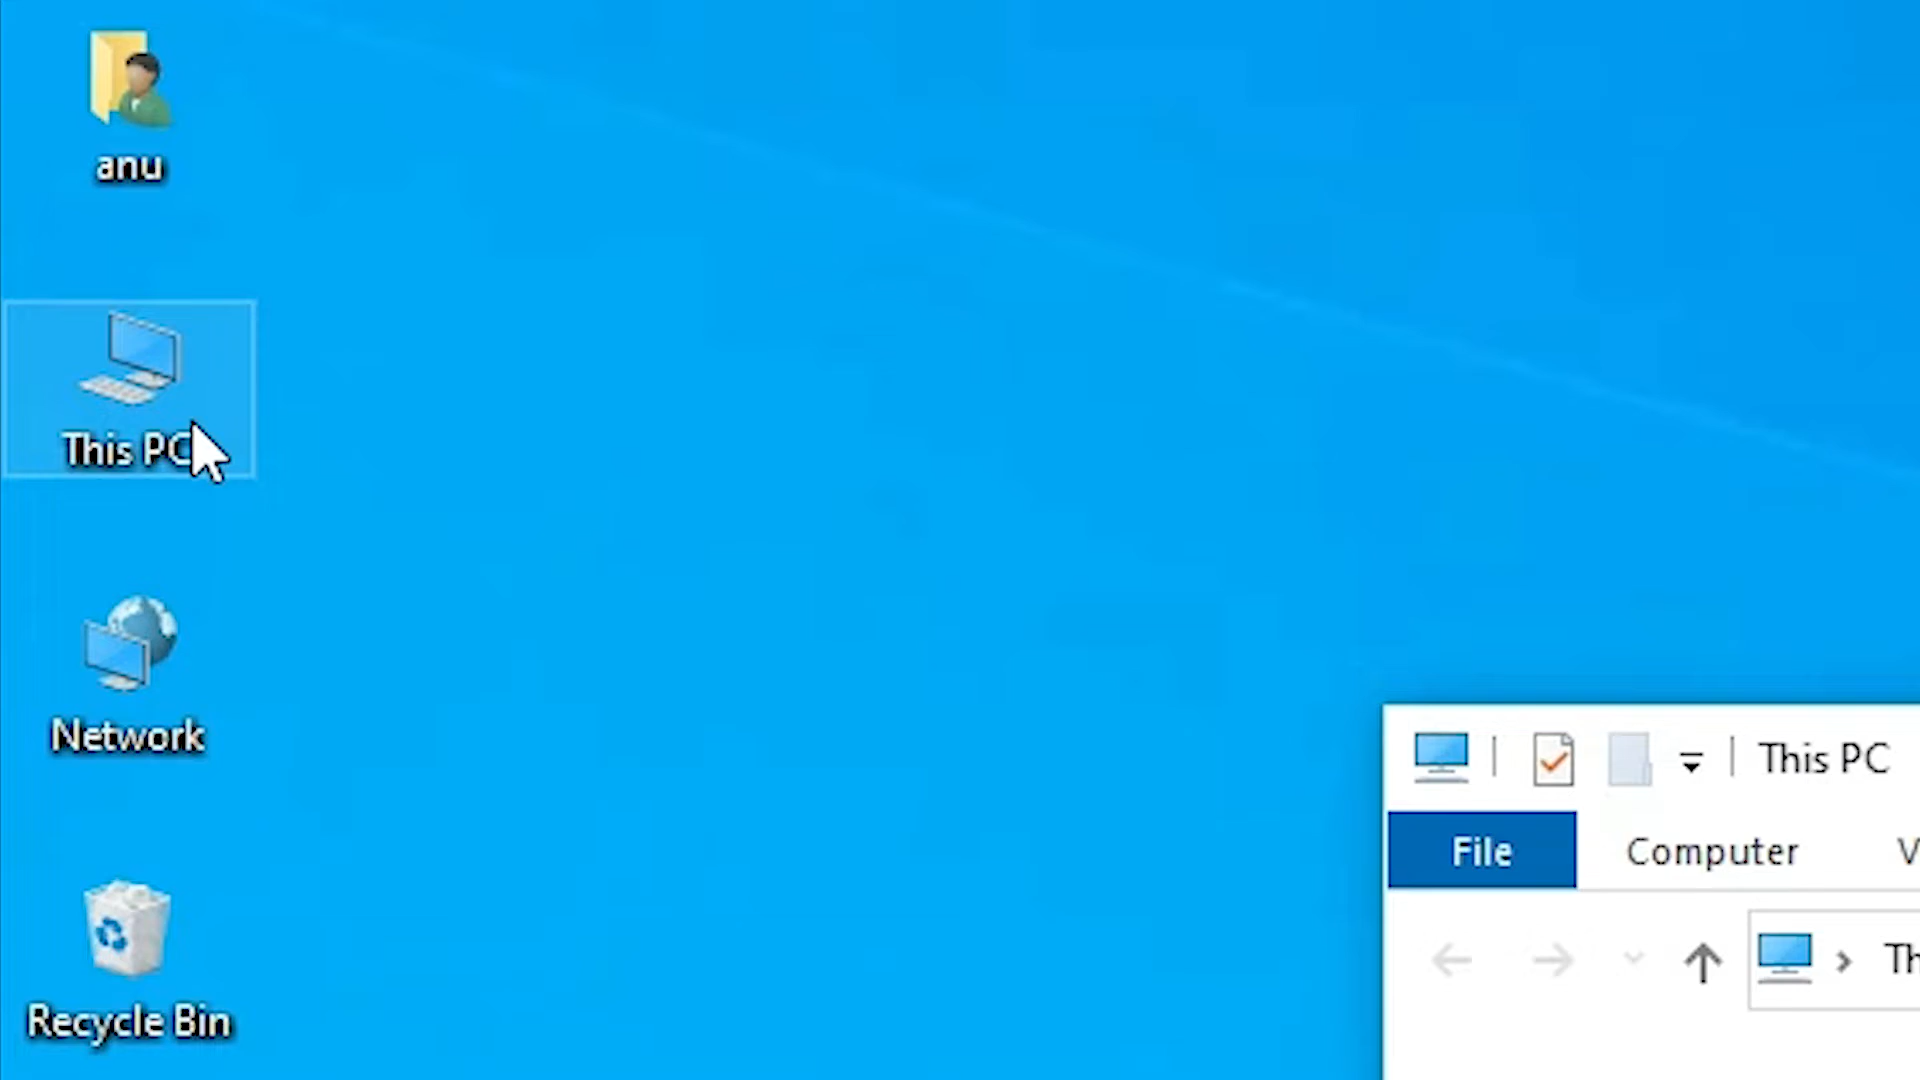 anu
This PC
Network
Recycle Bin
This PC
File Computer